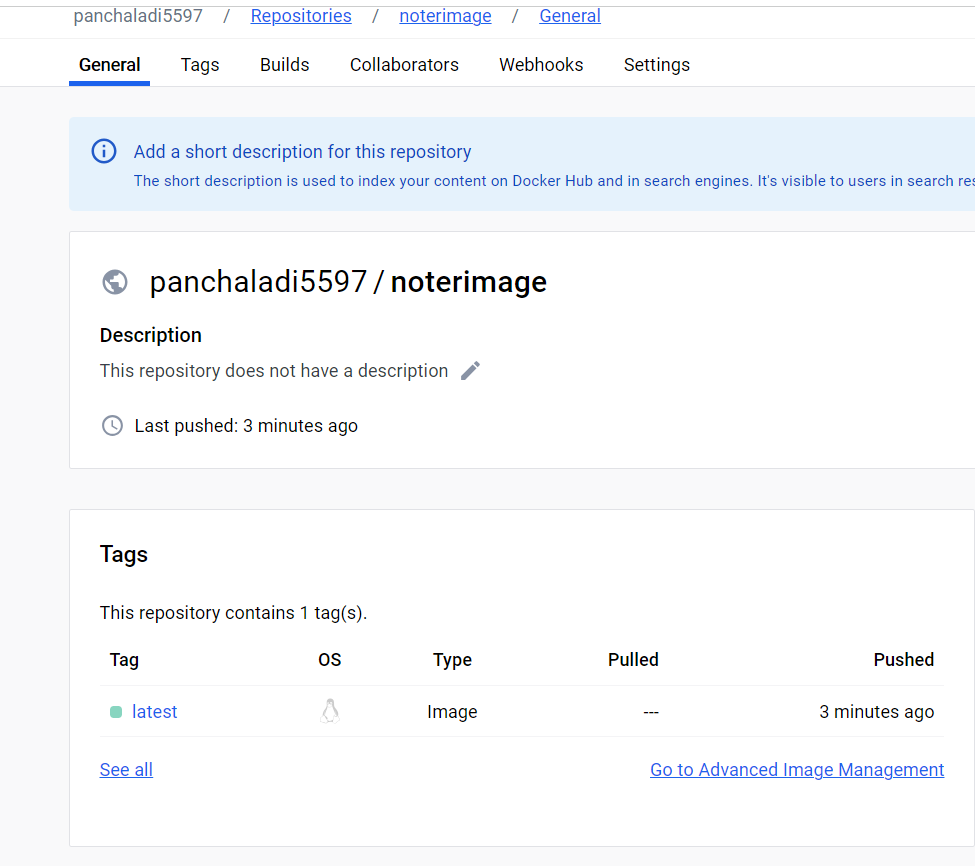 panchaladi5597 / Repositories / noterimage / General
General Tags Builds Collaborators Webhooks Settings
Add a short description for this repository
The short description is used to index your content on Docker Hub and in search engines. It's visible to users in search res
panchaladi5597 / noterimage
Description
This repository does not have a description
Last pushed: 3 minutes ago
Tags
This repository contains 1 tag(s).
Tag OS Type Pulled Pushed
latest Image --- 3 minutes ago
See all Go to Advanced Image Management